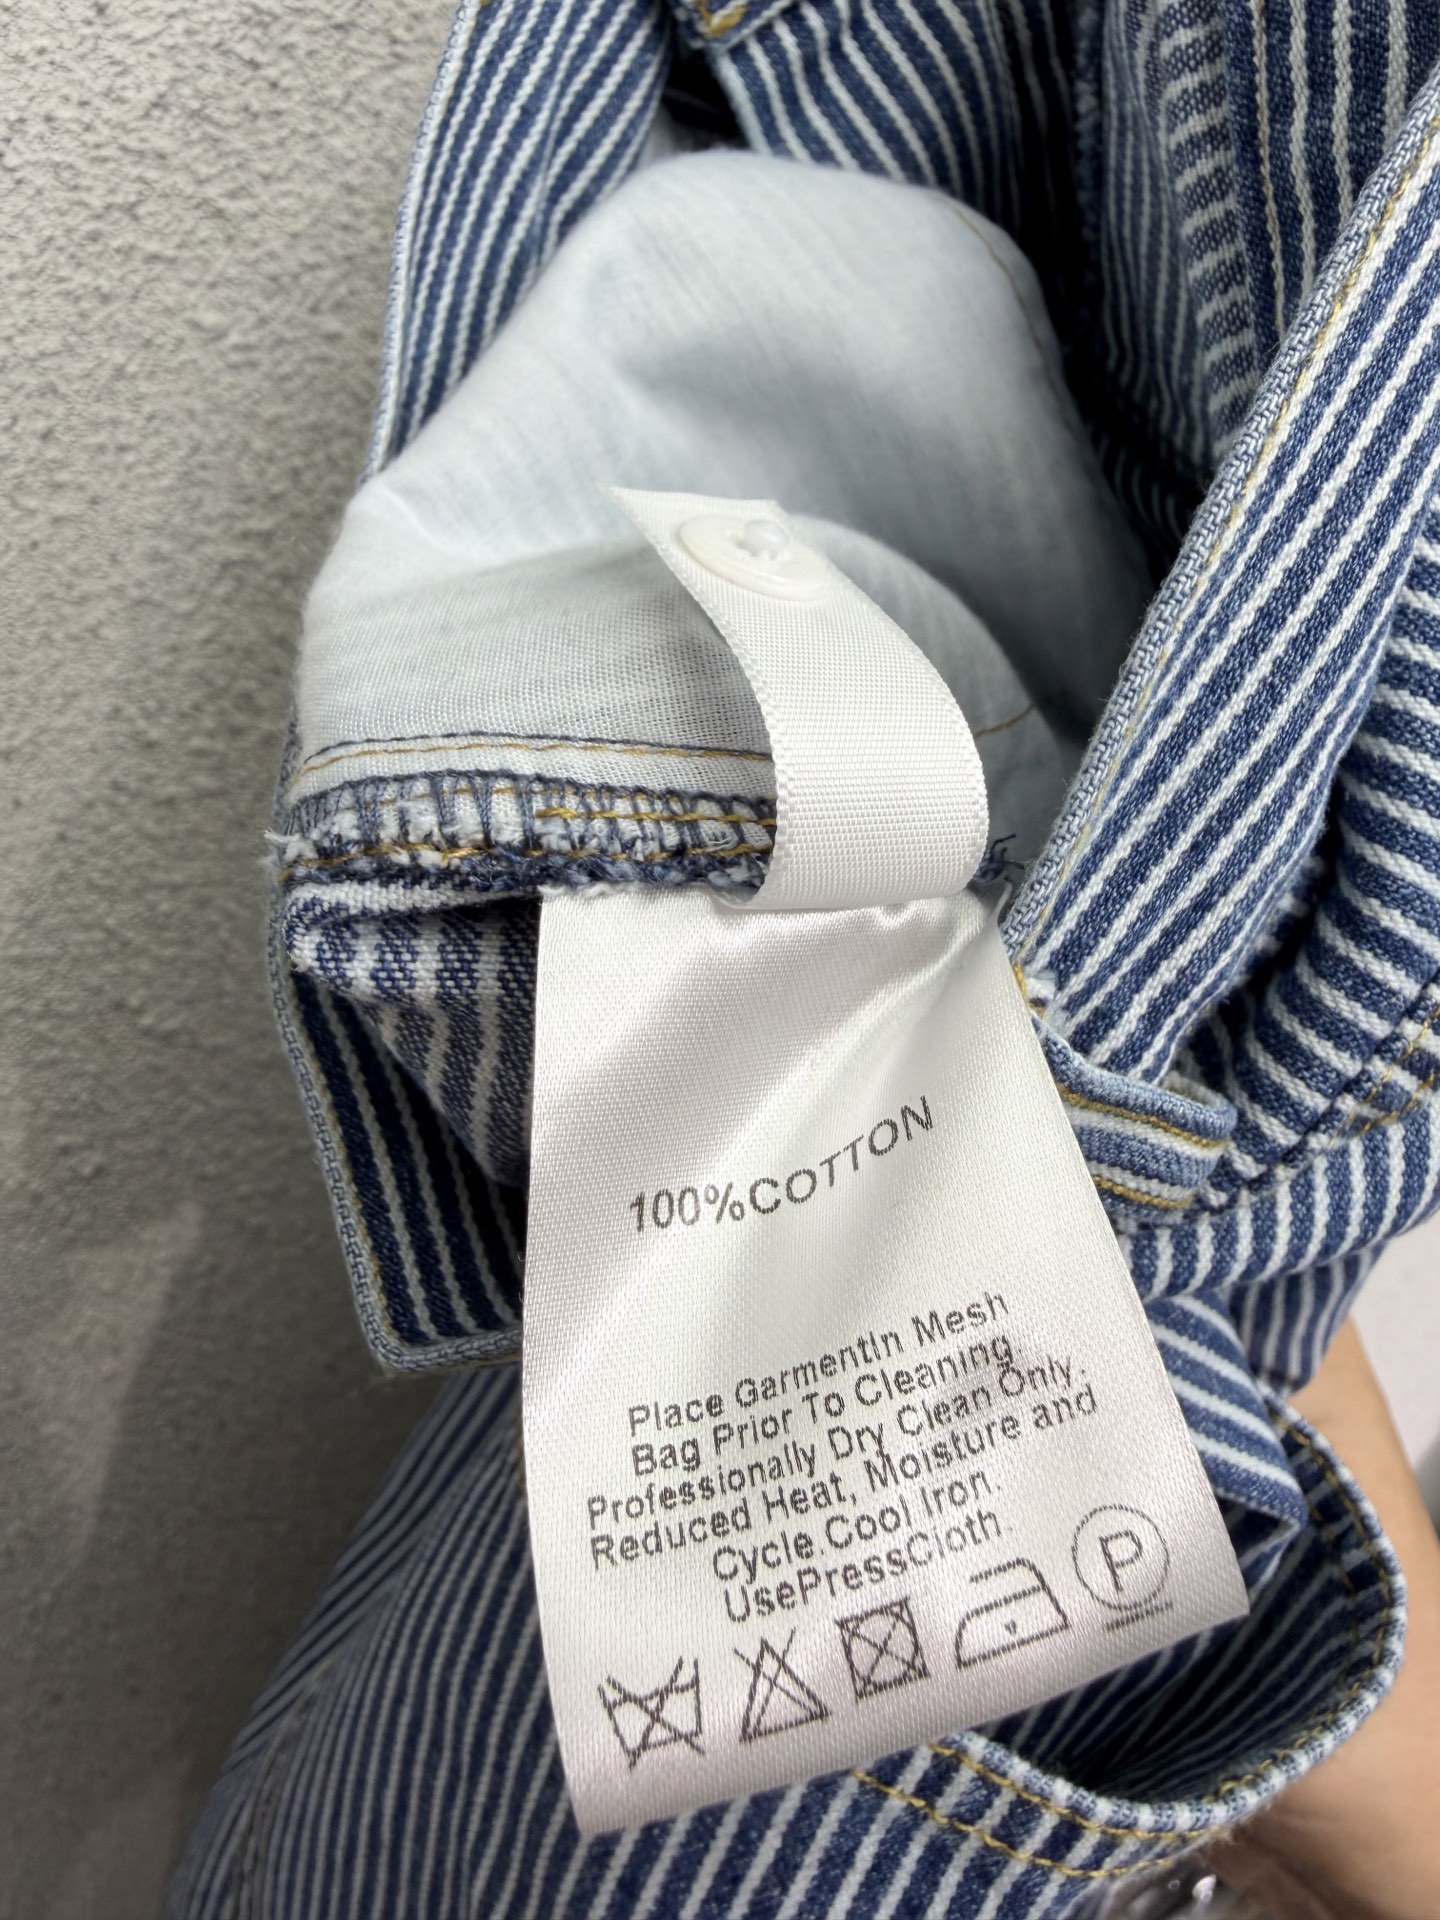 100%COTTON
Place GarmentIn Mesh
Bag Prior To Cleaning
Professionally Dry Clean Only.
Reduced Heat, Moisture and
Cycle.Cool Iron.
UsePressCloth.
P